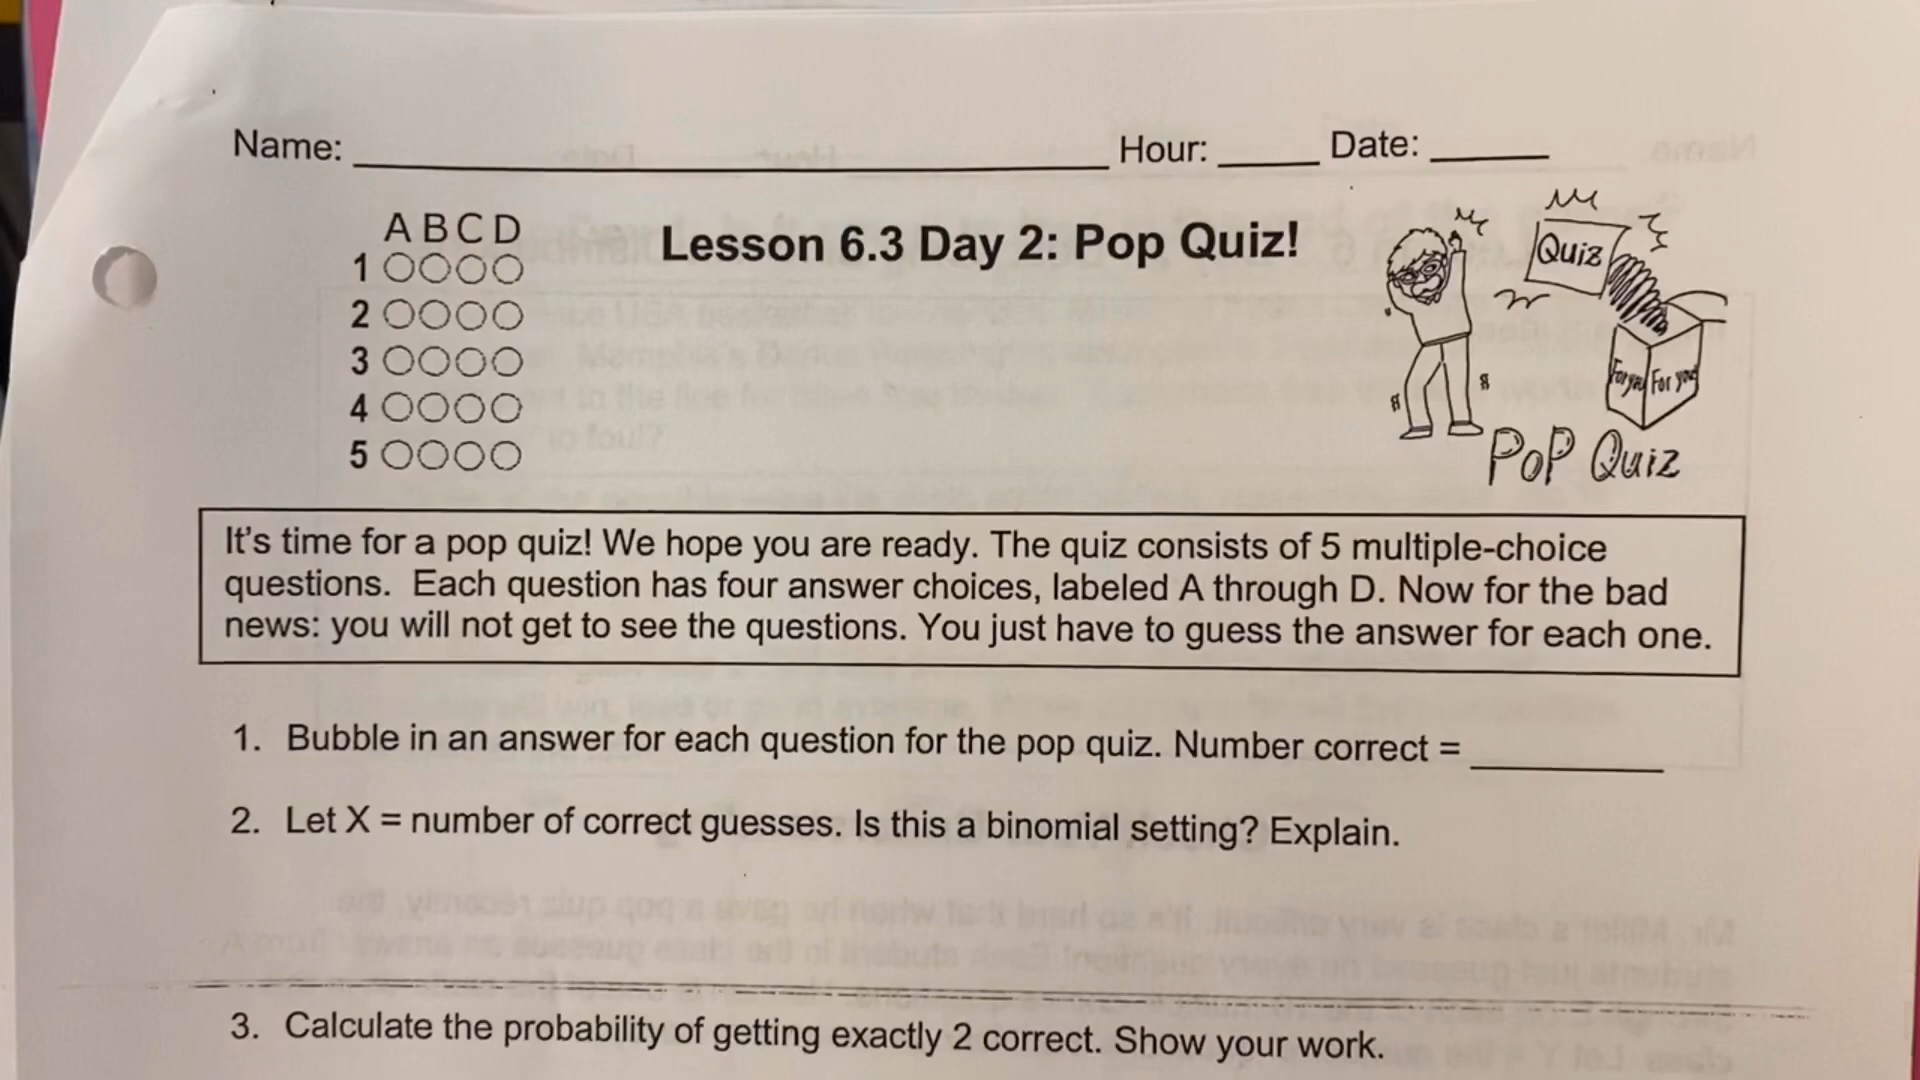 Name: Hour: Date:
A B C D
Lesson 6.3 Day 2: Pop Quiz!
1
2
3
4
5
Quiz
For you For you
PoP Quiz
It's time for a pop quiz! We hope you are ready. The quiz consists of 5 multiple-choice
questions. Each question has four answer choices, labeled A through D. Now for the bad
news: you will not get to see the questions. You just have to guess the answer for each one.
1. Bubble in an answer for each question for the pop quiz. Number correct =
2. Let X = number of correct guesses. Is this a binomial setting? Explain.
3. Calculate the probability of getting exactly 2 correct. Show your work.